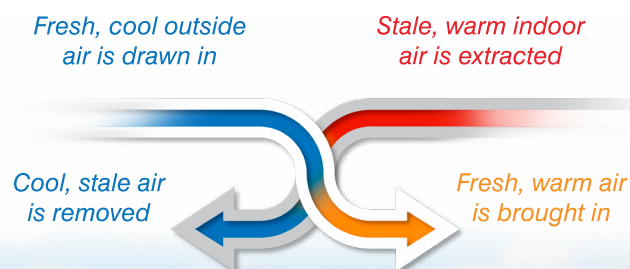 Fresh, cool outside
air is drawn in
Stale, warm indoor
air is extracted
Cool, stale air
is removed
Fresh, warm air
is brought in